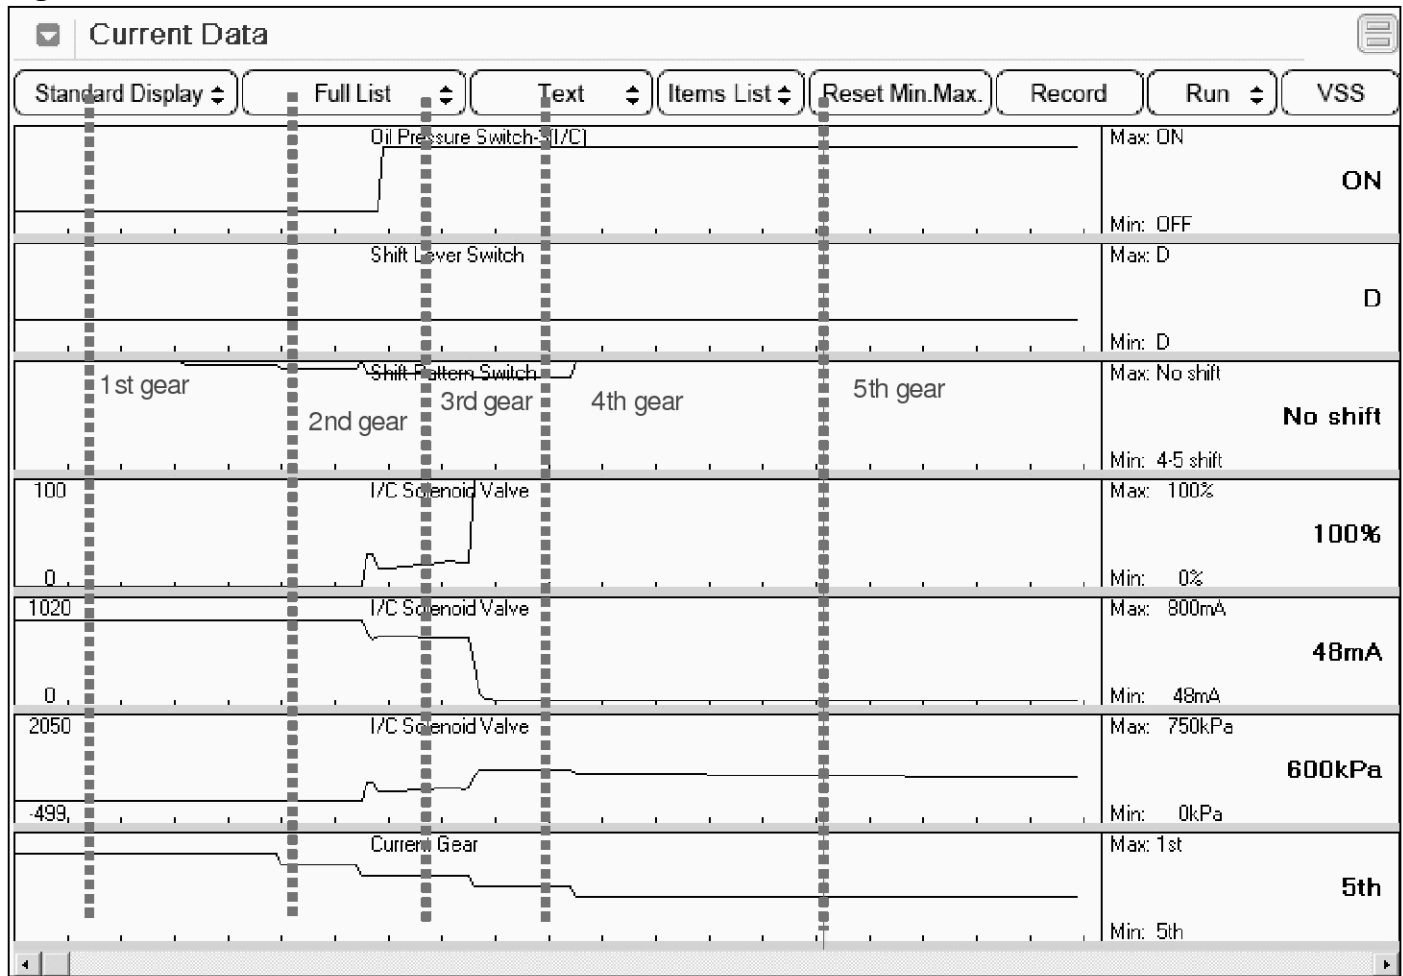 Current Data
Standard Display Full List Text Items List Reset Min.Max. Record Run VSS
Oil Pressure Switch-3(I/C) Max: ON
ON
Min: OFF
Shift Lever Switch Max: D
D
Min: D
Shift Pattern Switch Max: No shift
1st gear 2nd gear 3rd gear 4th gear 5th gear
No shift
Min: 4-5 shift
100 I/C Solenoid Valve Max: 100%
100%
0 Min: 0%
1020 I/C Solenoid Valve Max: 800mA
48mA
0 Min: 48mA
2050 I/C Solenoid Valve Max: 750kPa
600kPa
-499 Min: 0kPa
Current Gear Max: 1st
5th
Min: 5th